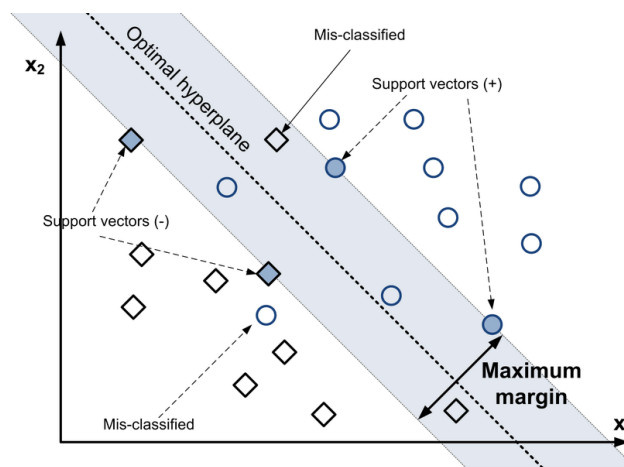 Mis-classified
Optimal hyperplane
x2
Support vectors (+)
Support vectors (-)
Maximum
margin
Mis-classified
x